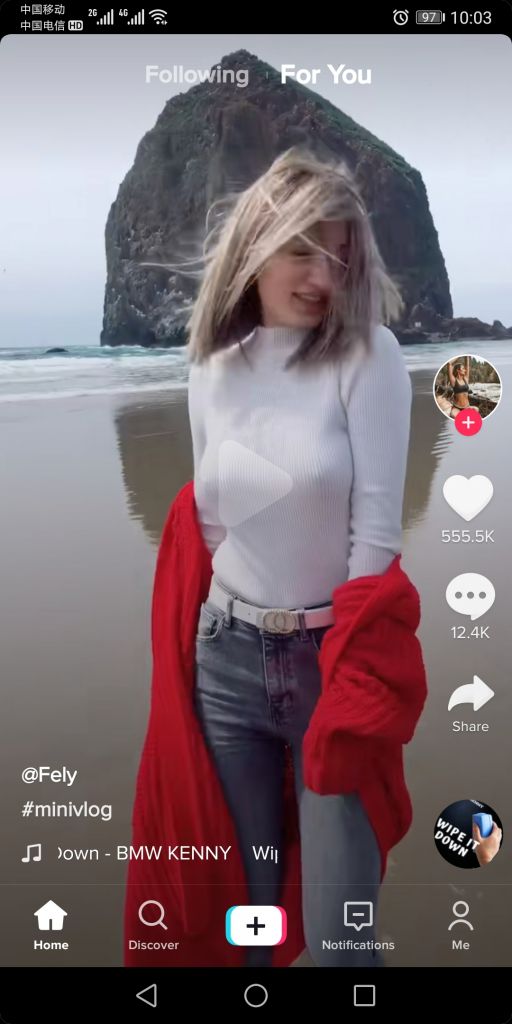 中国移动
中国电信 HD
2G 4G 97 10:03
Following For You
555.5K
12.4K
Share
@Fely
#minivlog
Down - BMW KENNY Wip
WIPE IT
DOWN
Home Discover Notifications Me